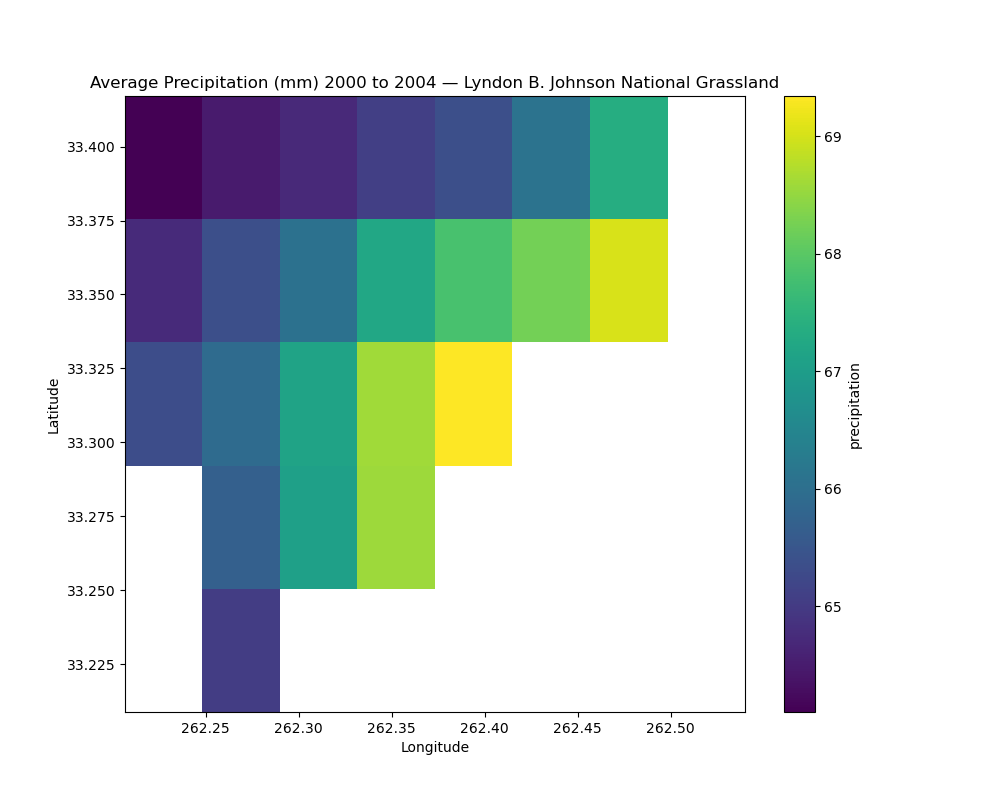 Average Precipitation (mm) 2000 to 2004 — Lyndon B. Johnson National Grassland
33.400
33.375
33.350
33.325
33.300
33.275
33.250
33.225
Latitude
262.25 262.30 262.35 262.40 262.45 262.50
Longitude
69
68
67
66
65
precipitation